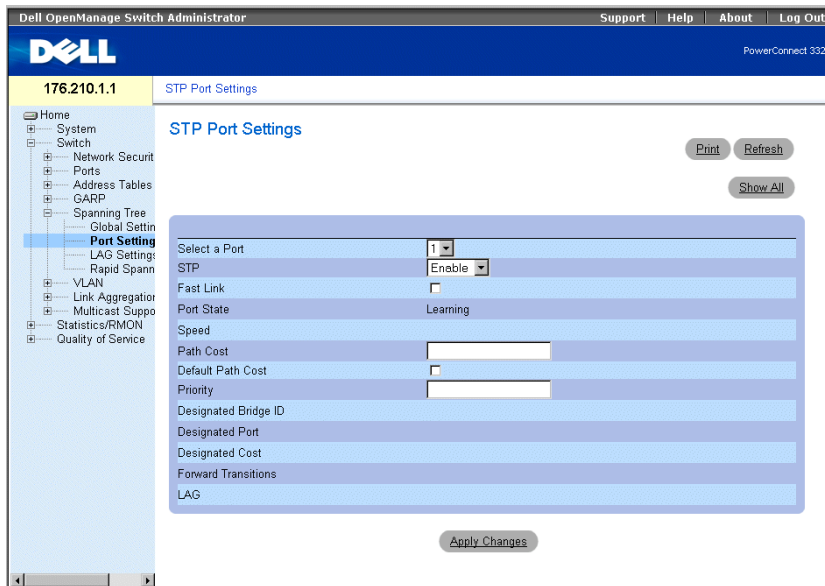 Dell OpenManage Switch Administrator
Support Help About Log Out
DELL
PowerConnect 332
176.210.1.1
STP Port Settings
Home
System
Switch
Network Securit
Ports
Address Tables
GARP
Spanning Tree
Global Settin
Port Setting
LAG Settings
Rapid Spann
VLAN
Link Aggregation
Multicast Suppo
Statistics/RMON
Quality of Service
STP Port Settings
Print Refresh
Show All
Select a Port 1
STP Enable
Fast Link
Port State Learning
Speed
Path Cost
Default Path Cost
Priority
Designated Bridge ID
Designated Port
Designated Cost
Forward Transitions
LAG
Apply Changes